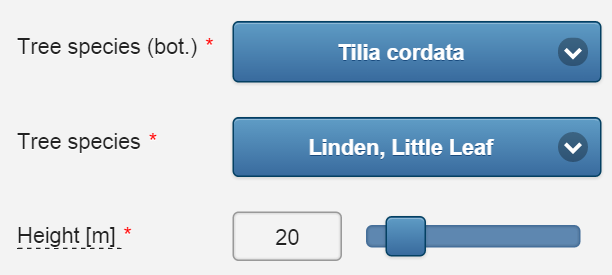 Tree species (bot.) * Tilia cordata
Tree species * Linden, Little Leaf
Height [m] * 20